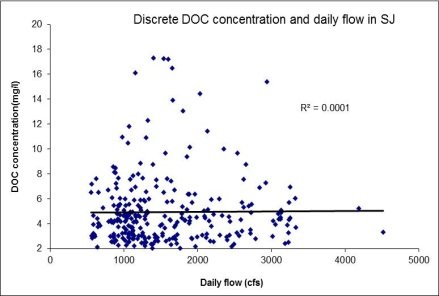 Discrete DOC concentration and daily flow in SJ
20
18
16
14
12
10
8
6
4
2
DOC concentration(mg/l)
R² = 0.0001
0 1000 2000 3000 4000 5000
Daily flow (cfs)